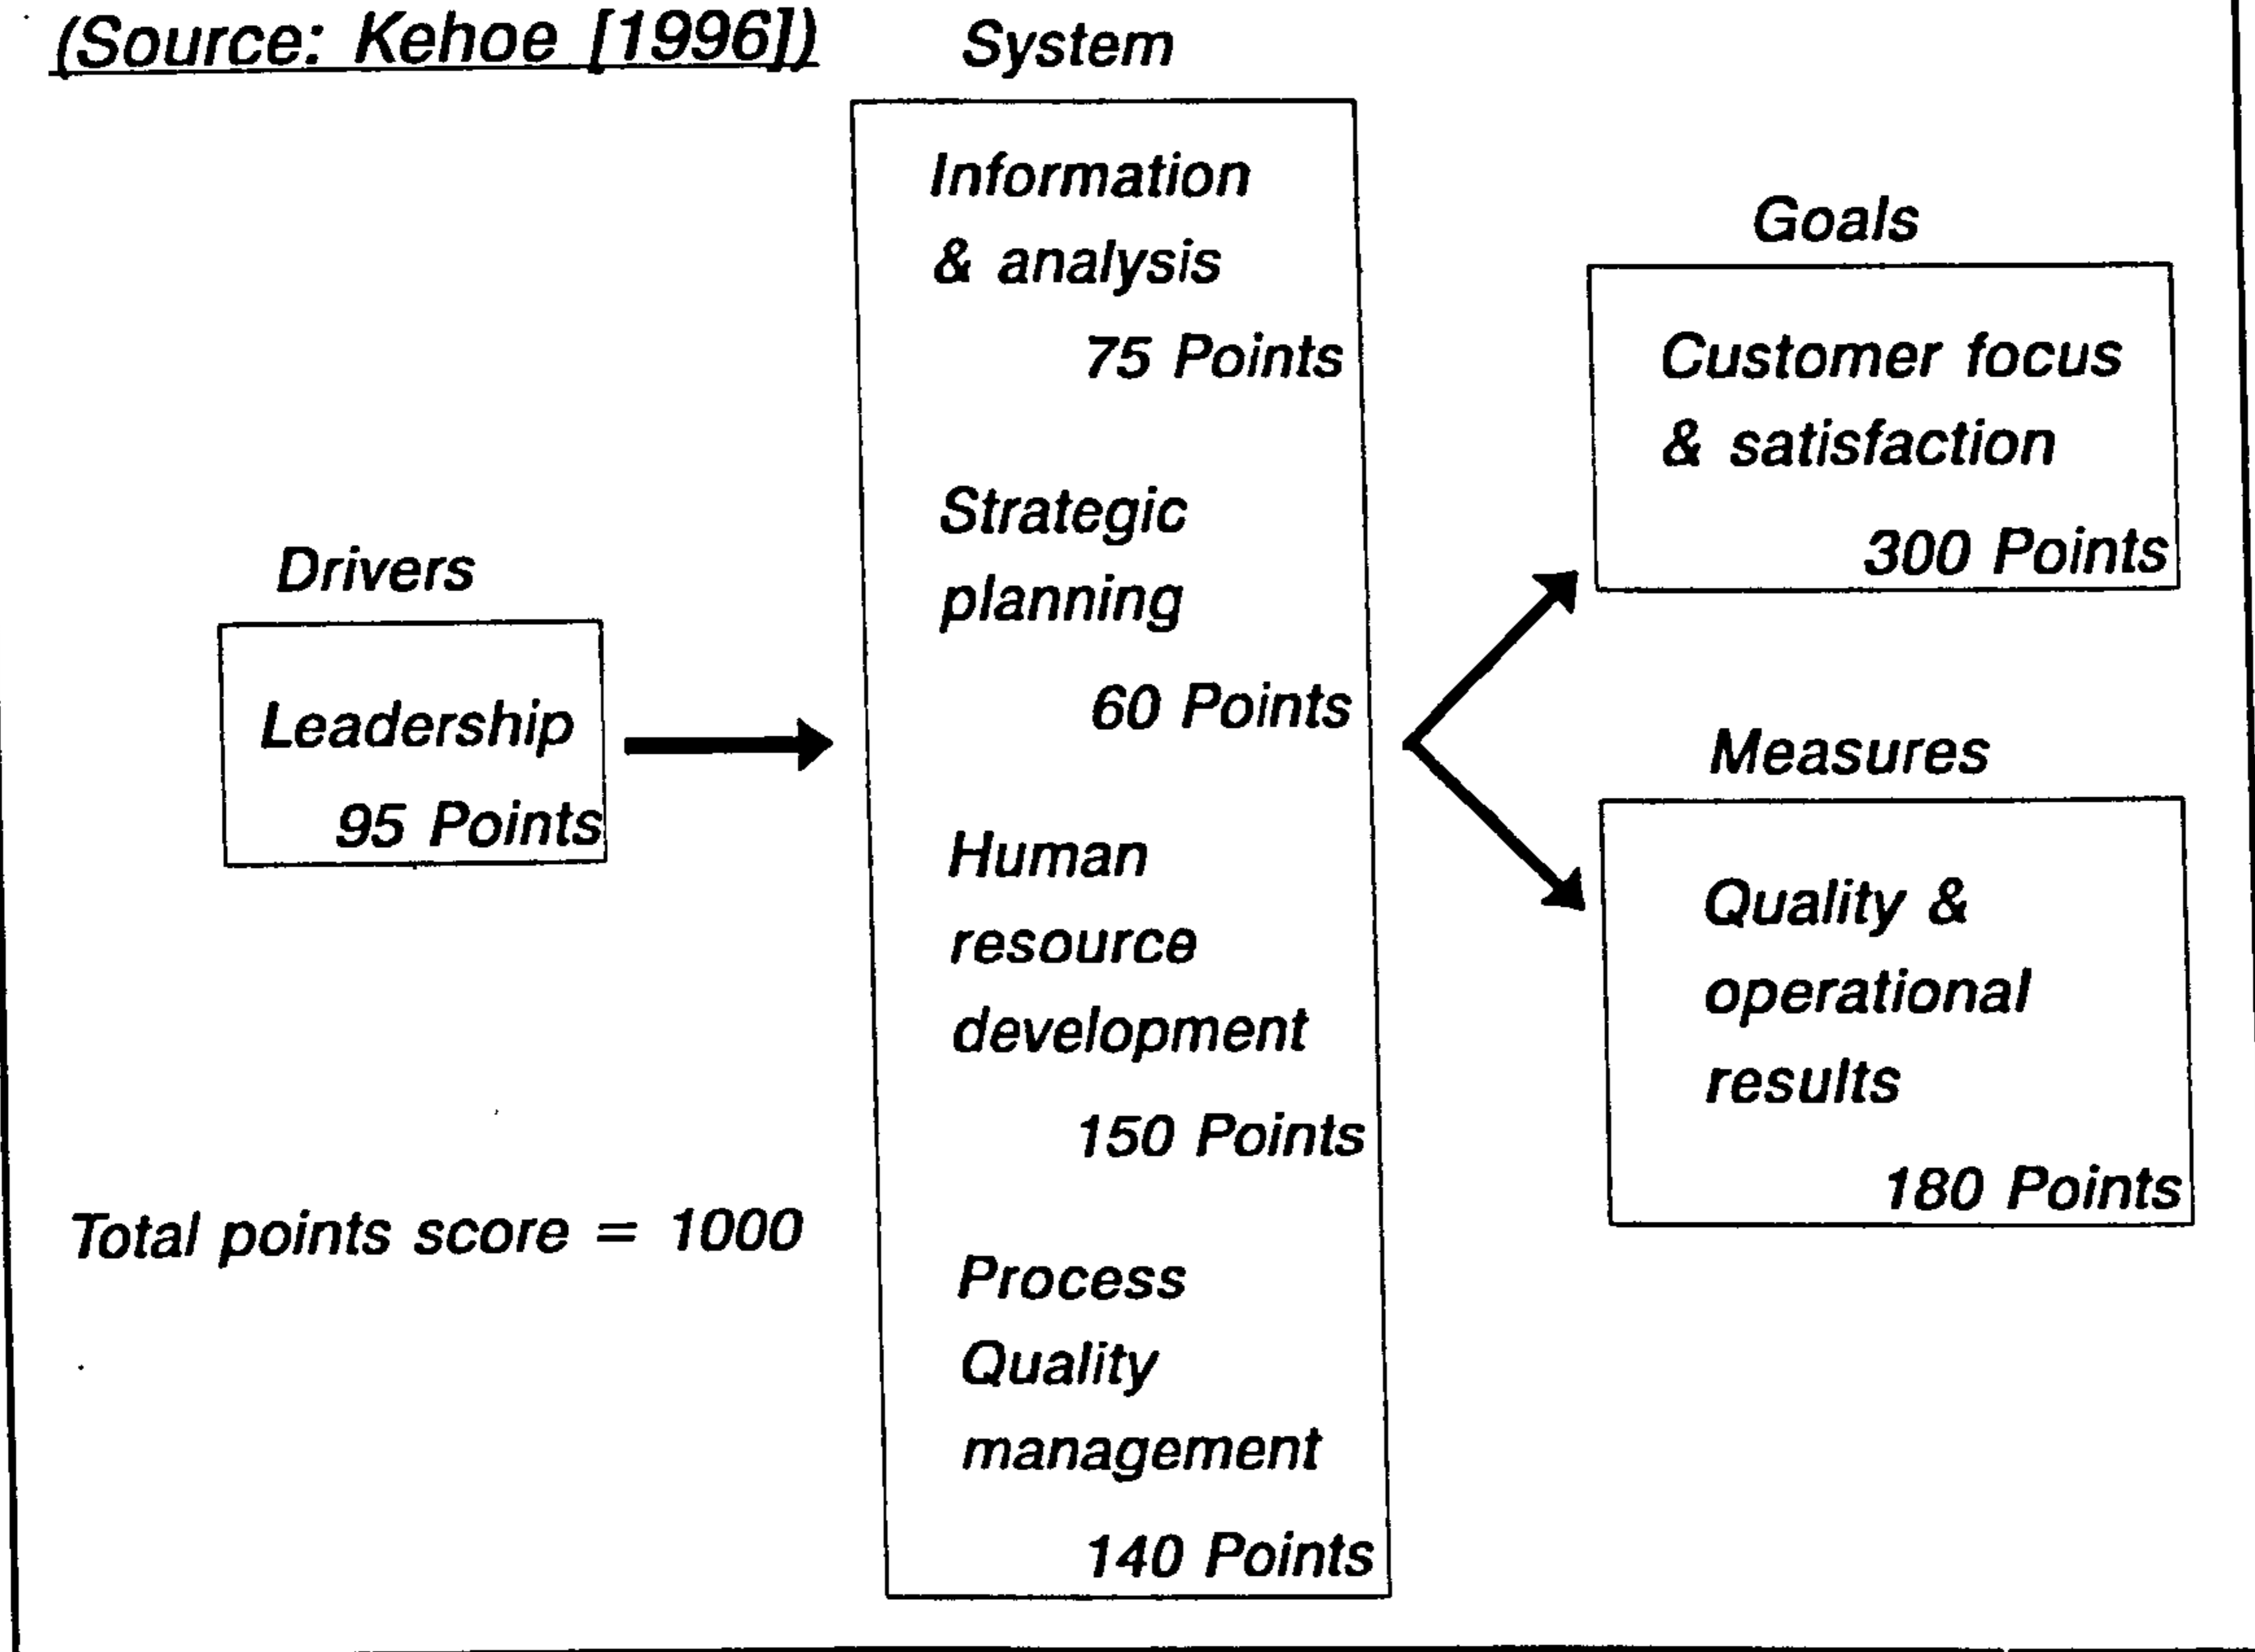 (Source: Kehoe [1996])
System
Information
& analysis
75 Points
Strategic
planning
60 Points
Human
resource
development
150 Points
Process
Quality
management
140 Points
Drivers
Leadership
95 Points
Goals
Customer focus
& satisfaction
300 Points
Measures
Quality &
operational
results
180 Points
Total points score = 1000